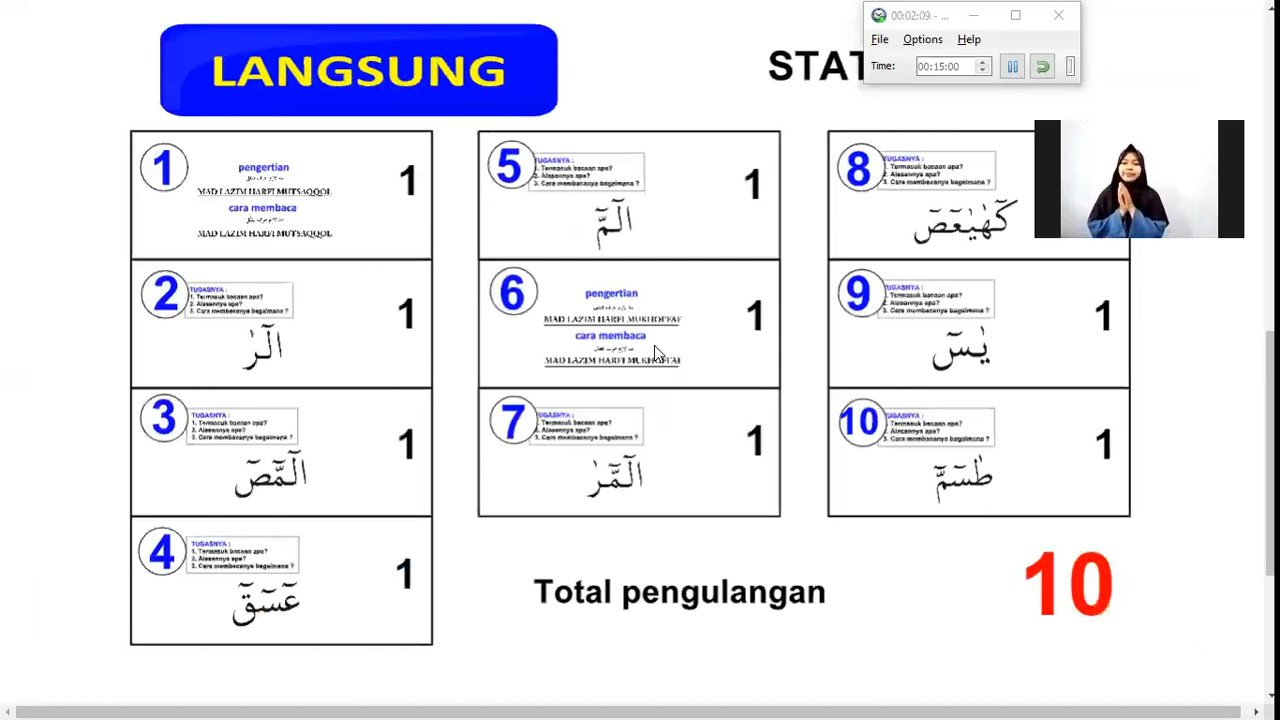 LANGSUNG
STAT
00:02:09 - ...
File Options Help
Time: 00:15:00
1
pengertian
MAD LAZIM HARFI MUTSAQQOL
cara membaca
MAD LAZIM HARFI MUTSAQQOL
1
2
TUGASNYA :
1. Termasuk bacaan apa?
2. Alasannya apa?
3. Cara membacanya bagaimana ?
الٓرٰ
1
3
TUGASNYA :
1. Termasuk bacaan apa?
2. Alasannya apa?
3. Cara membacanya bagaimana ?
الٓمّٓصٓ
1
4
TUGASNYA :
1. Termasuk bacaan apa?
2. Alasannya apa?
3. Cara membacanya bagaimana ?
عٓسٓقٓ
1
5
TUGASNYA :
1. Termasuk bacaan apa?
2. Alasannya apa?
3. Cara membacanya bagaimana ?
الٓمّٓ
1
6
pengertian
MAD LAZIM HARFI MUKHOFFAF
cara membaca
MAD LAZIM HARFI MUKHOFFAF
1
7
TUGASNYA :
1. Termasuk bacaan apa?
2. Alasannya apa?
3. Cara membacanya bagaimana ?
الٓمّٓرٰ
1
8
TUGASNYA :
1. Termasuk bacaan apa?
2. Alasannya apa?
3. Cara membacanya bagaimana ?
كٓهٰيٰعٓصٓ
9
TUGASNYA :
1. Termasuk bacaan apa?
2. Alasannya apa?
3. Cara membacanya bagaimana ?
يٰسٓ
1
10
TUGASNYA :
1. Termasuk bacaan apa?
2. Alasannya apa?
3. Cara membacanya bagaimana ?
طٰسٓمّٓ
1
Total pengulangan 10